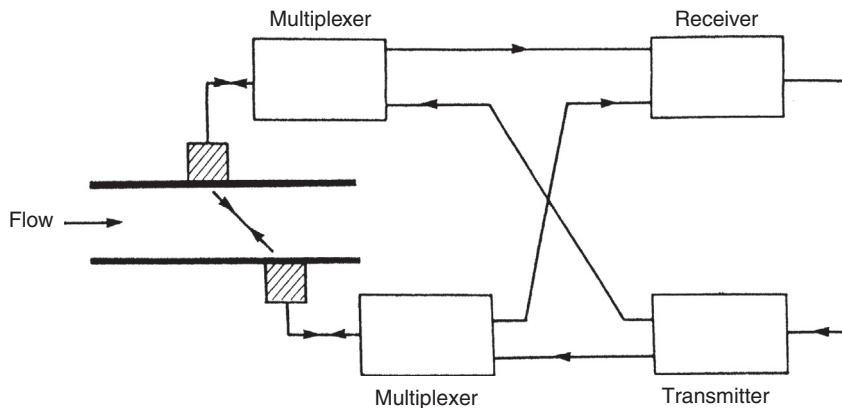 Multiplexer
Receiver
Flow
Multiplexer
Transmitter